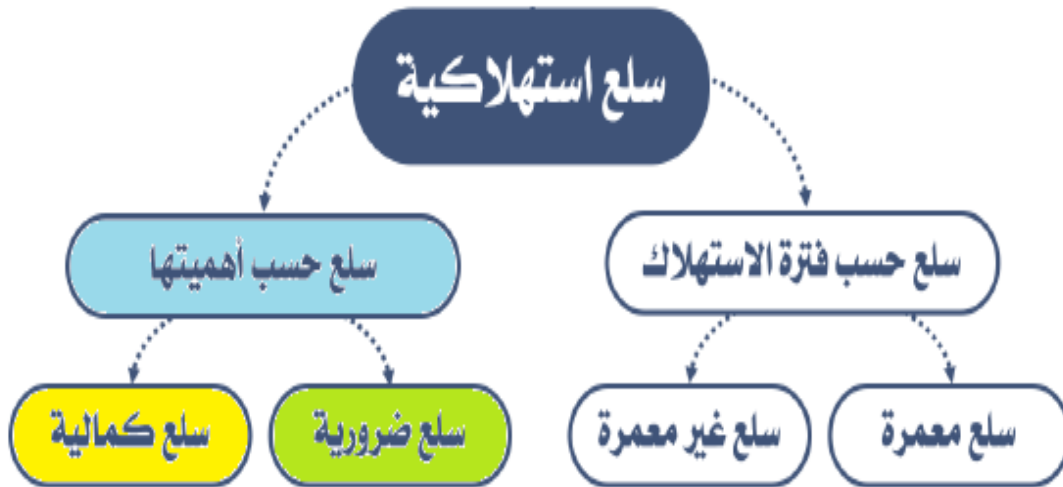 سلع استهلاكية
سلع حسب فترة الاستهلاك
سلع حسب أهميتها
سلع معمرة
سلع غير معمرة
سلع ضرورية
سلع كمالية